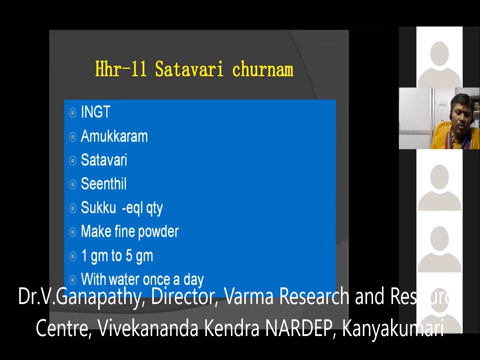 Hhr-11 Satavari churnam
INGT
Amukkaram
Satavari
Seenthil
Sukku -eql qty
Make fine powder
1 gm to 5 gm
With water once a day
Dr.V.Ganapathy, Director, Varma Research and Resourc
Centre, Vivekananda Kendra NARDEP, Kanyakumari